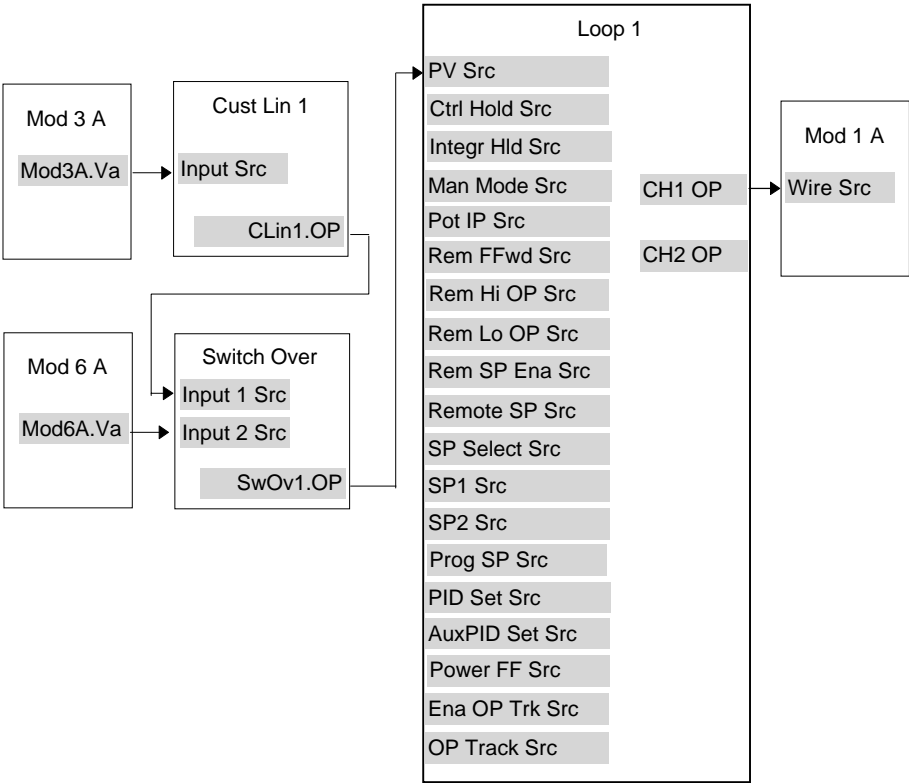 Mod 3 A
Mod3A.Va
Cust Lin 1
Input Src
CLin1.OP
Mod 6 A
Mod6A.Va
Switch Over
Input 1 Src
Input 2 Src
SwOv1.OP
Loop 1
PV Src
Ctrl Hold Src
Integr Hld Src
Man Mode Src
Pot IP Src
Rem FFwd Src
Rem Hi OP Src
Rem Lo OP Src
Rem SP Ena Src
Remote SP Src
SP Select Src
SP1 Src
SP2 Src
Prog SP Src
PID Set Src
AuxPID Set Src
Power FF Src
Ena OP Trk Src
OP Track Src
CH1 OP
CH2 OP
Mod 1 A
Wire Src